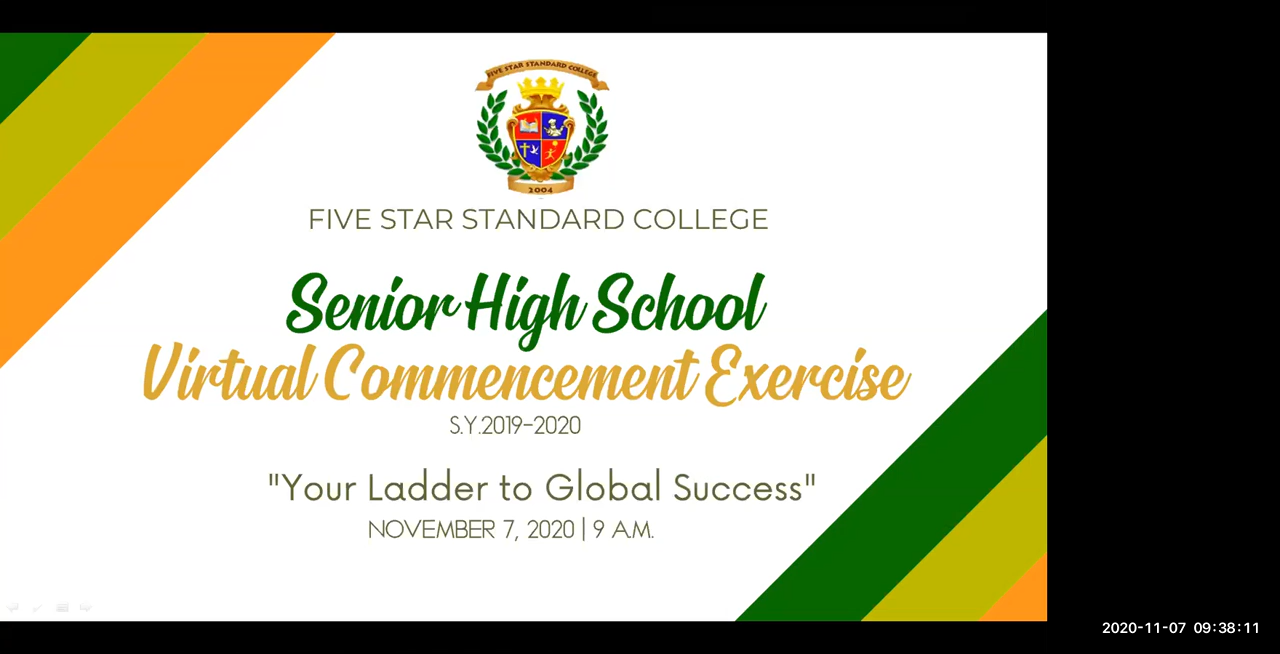 FIVE STAR STANDARD COLLEGE
2004
FIVE STAR STANDARD COLLEGE
Senior High School
Virtual Commencement Exercise
S.Y.2019-2020
"Your Ladder to Global Success"
NOVEMBER 7, 2020 | 9 A.M.
2020-11-07 09:38:11